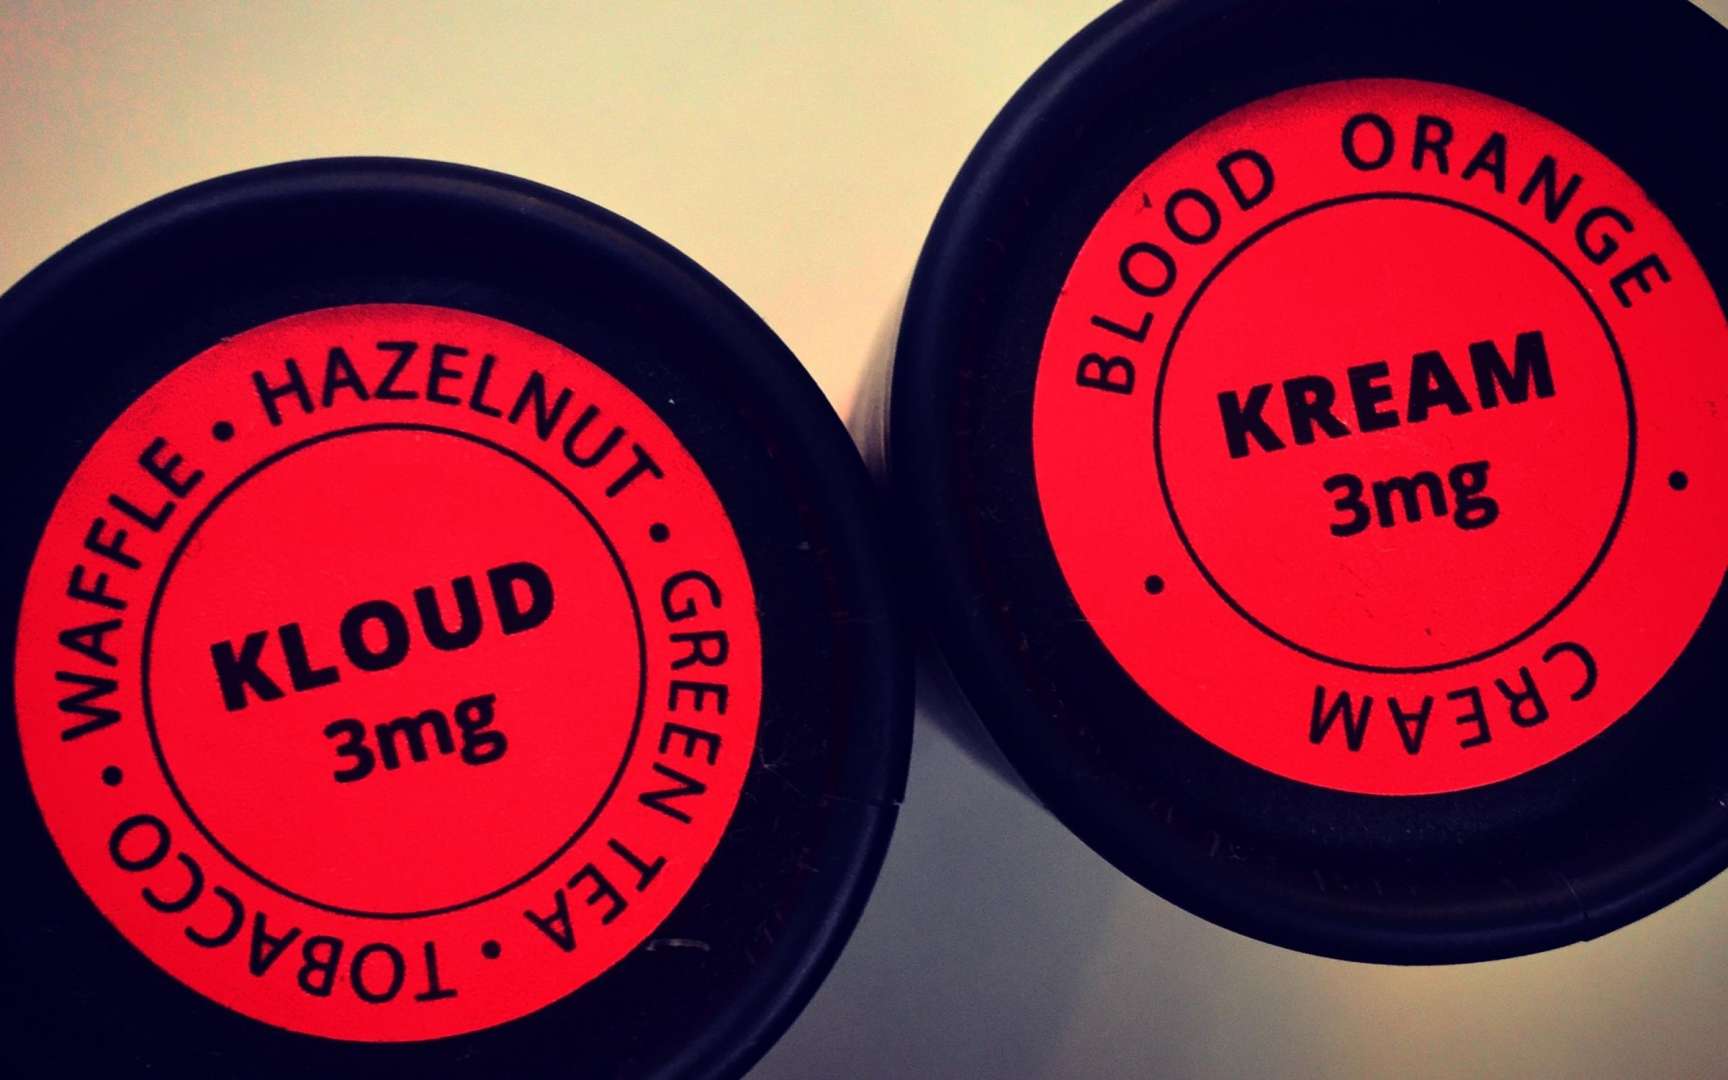 WAFFLE • HAZELNUT • GREEN TEA • TOBACCO •
KLOUD
3mg
BLOOD ORANGE • CREAM •
KREAM
3mg